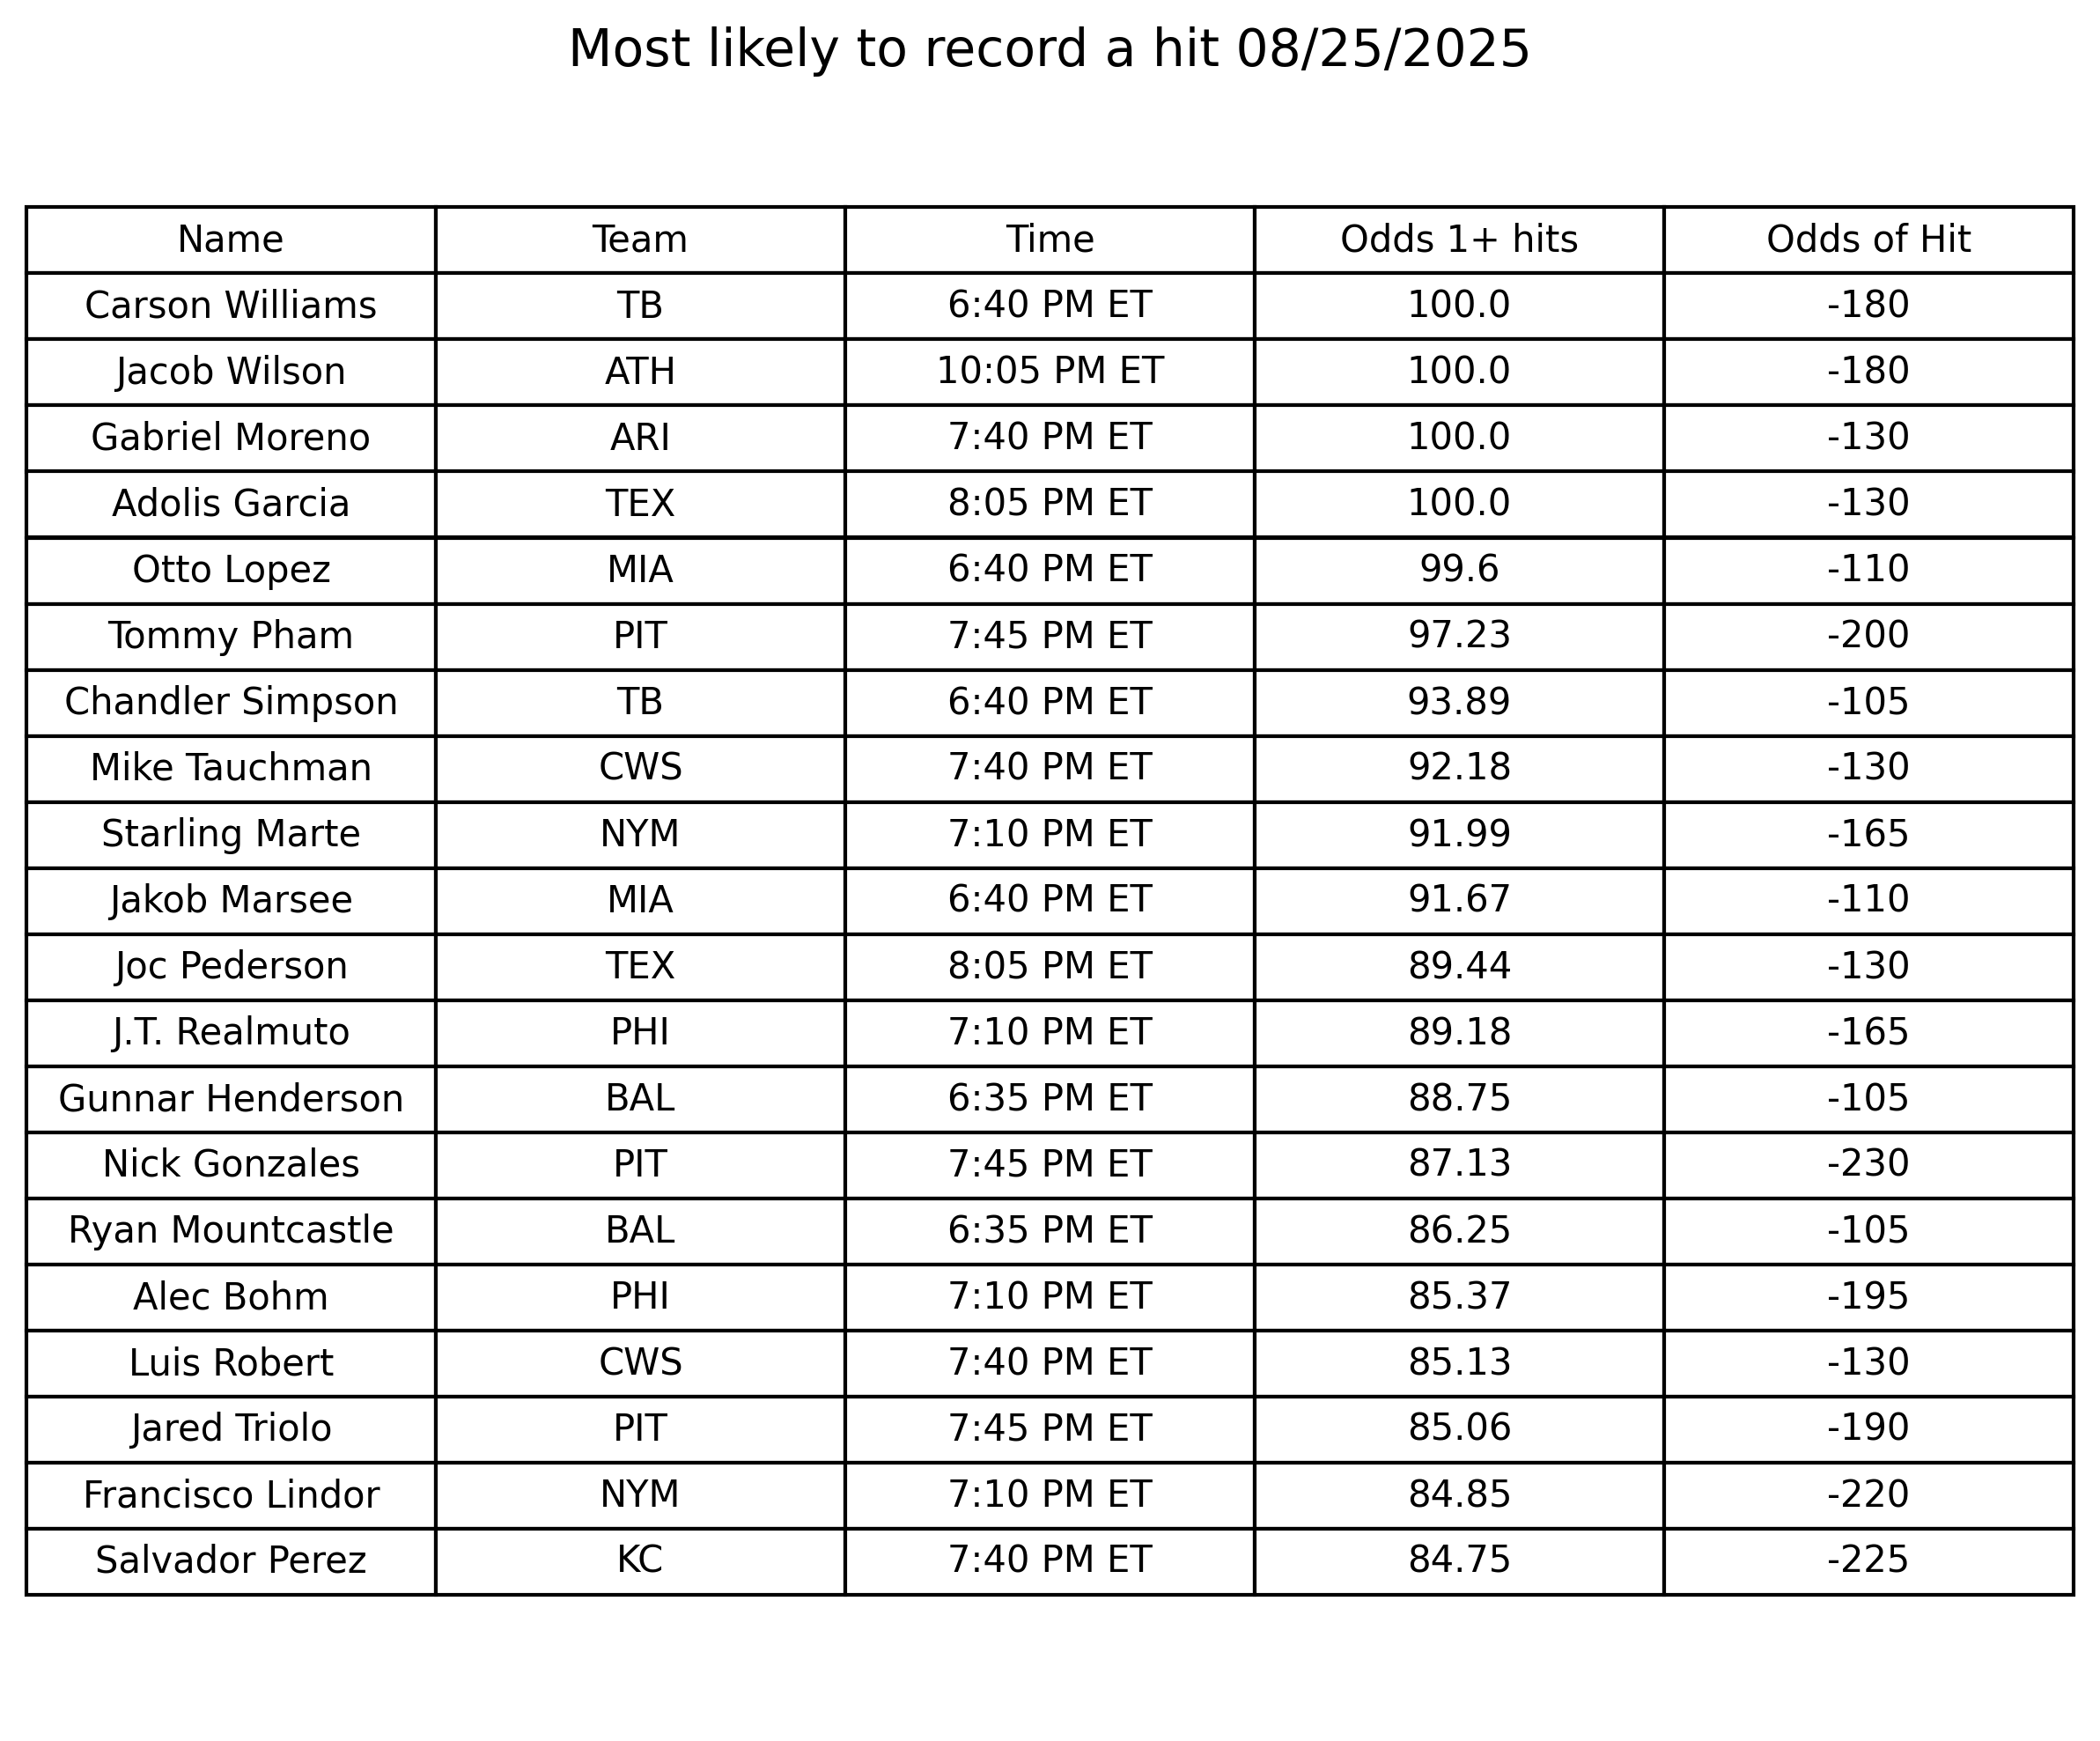 Most likely to record a hit 08/25/2025
Name Team Time Odds 1+ hits Odds of Hit
Carson Williams TB 6:40 PM ET 100.0 -180
Jacob Wilson ATH 10:05 PM ET 100.0 -180
Gabriel Moreno ARI 7:40 PM ET 100.0 -130
Adolis Garcia TEX 8:05 PM ET 100.0 -130
Otto Lopez MIA 6:40 PM ET 99.6 -110
Tommy Pham PIT 7:45 PM ET 97.23 -200
Chandler Simpson TB 6:40 PM ET 93.89 -105
Mike Tauchman CWS 7:40 PM ET 92.18 -130
Starling Marte NYM 7:10 PM ET 91.99 -165
Jakob Marsee MIA 6:40 PM ET 91.67 -110
Joc Pederson TEX 8:05 PM ET 89.44 -130
J.T. Realmuto PHI 7:10 PM ET 89.18 -165
Gunnar Henderson BAL 6:35 PM ET 88.75 -105
Nick Gonzales PIT 7:45 PM ET 87.13 -230
Ryan Mountcastle BAL 6:35 PM ET 86.25 -105
Alec Bohm PHI 7:10 PM ET 85.37 -195
Luis Robert CWS 7:40 PM ET 85.13 -130
Jared Triolo PIT 7:45 PM ET 85.06 -190
Francisco Lindor NYM 7:10 PM ET 84.85 -220
Salvador Perez KC 7:40 PM ET 84.75 -225